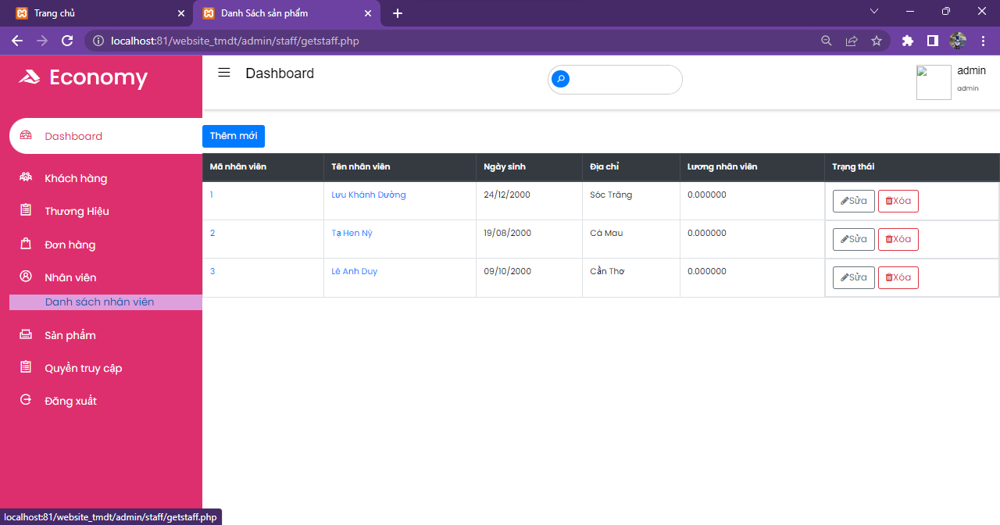 Trang chủ
Danh Sách sản phẩm
localhost:81/website_tmdt/admin/staff/getstaff.php
Economy
Dashboard
admin
admin
Dashboard
Khách hàng
Thương Hiệu
Đơn hàng
Nhân viên
Danh sách nhân viên
Sản phẩm
Quyền truy cập
Đăng xuất
Thêm mới
Mã nhân viên Tên nhân viên Ngày sinh Địa chỉ Lương nhân viên Trạng thái
1 Lưu Khánh Dường 24/12/2000 Sóc Trăng 0.000000 Sửa Xóa
2 Tạ Hen Nỷ 19/08/2000 Cà Mau 0.000000 Sửa Xóa
3 Lê Anh Duy 09/10/2000 Cần Thơ 0.000000 Sửa Xóa
localhost:81/website_tmdt/admin/staff/getstaff.php